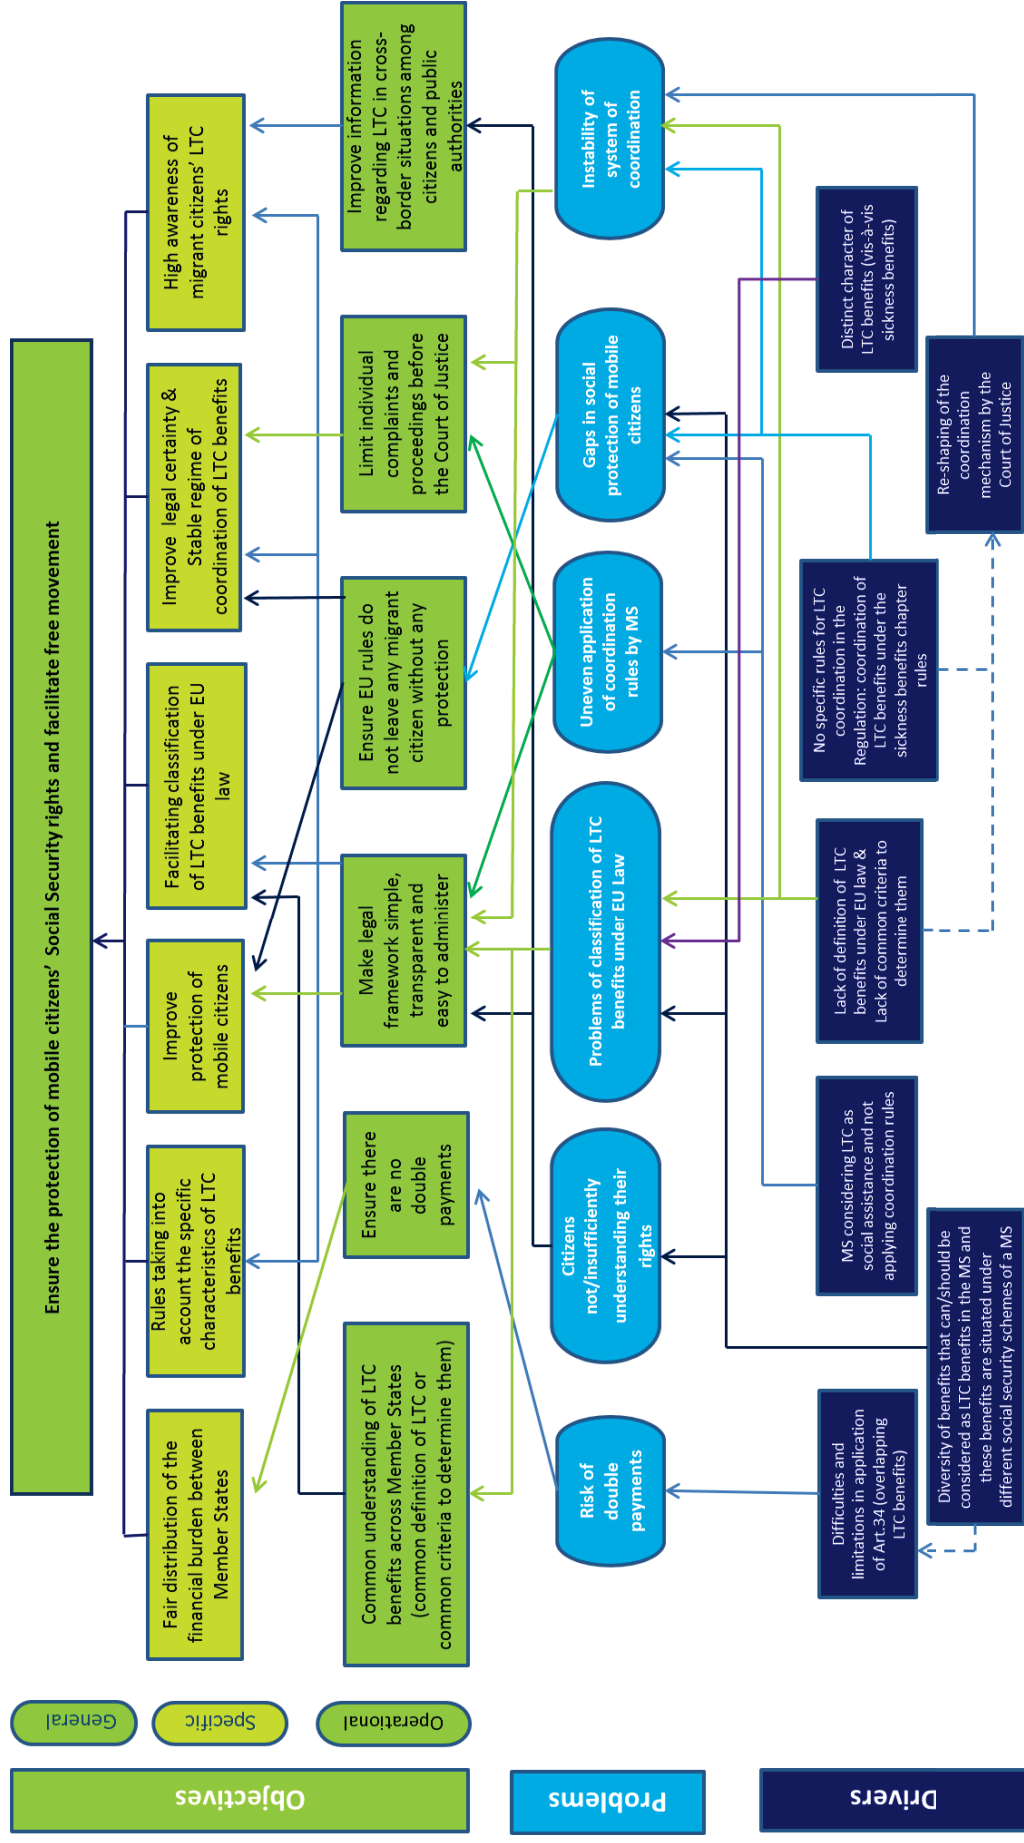 Objectives
General
Ensure the protection of mobile citizens' Social Security rights and facilitate free movement
Specific
Fair distribution of the
financial burden between
Member States
Rules taking into
account the specific
characteristics of LTC
benefits
Improve
protection of
mobile citizens
Facilitating classification
of LTC benefits under EU
law
Improve legal certainty &
Stable regime of
coordination of LTC benefits
High awareness of
migrant citizens' LTC
rights
Operational
Common understanding of LTC
benefits across Member States
(common definition of LTC or
common criteria to determine them)
Ensure there
are no
double
payments
Make legal
framework simple,
transparent and
easy to administer
Ensure EU rules do
not leave any migrant
citizen without any
protection
Limit individual
complaints and
proceedings before
the Court of Justice
Improve information
regarding LTC in cross-
border situations among
citizens and public
authorities
Problems
Risk of
double
payments
Citizens
not/insufficiently
understanding their
rights
Problems of classification of LTC
benefits under EU Law
Uneven application
of coordination
rules by MS
Gaps in social
protection of mobile
citizens
Instability of
system of
coordination
Drivers
Difficulties and
limitations in application
of Art.34 (overlapping
LTC benefits)
MS considering LTC as
social assistance and not
applying coordination rules
Lack of definition of LTC
benefits under EU law &
Lack of common criteria to
determine them
No specific rules for LTC
coordination in the
Regulation: coordination of
LTC benefits under the
sickness benefits chapter
rules
Distinct character of
LTC benefits (vis-à-vis
sickness benefits)
Diversity of benefits that can/should be
considered as LTC benefits in the MS and
these benefits are situated under
different social security schemes of a MS
Re-shaping of the
coordination
mechanism by the
Court of Justice